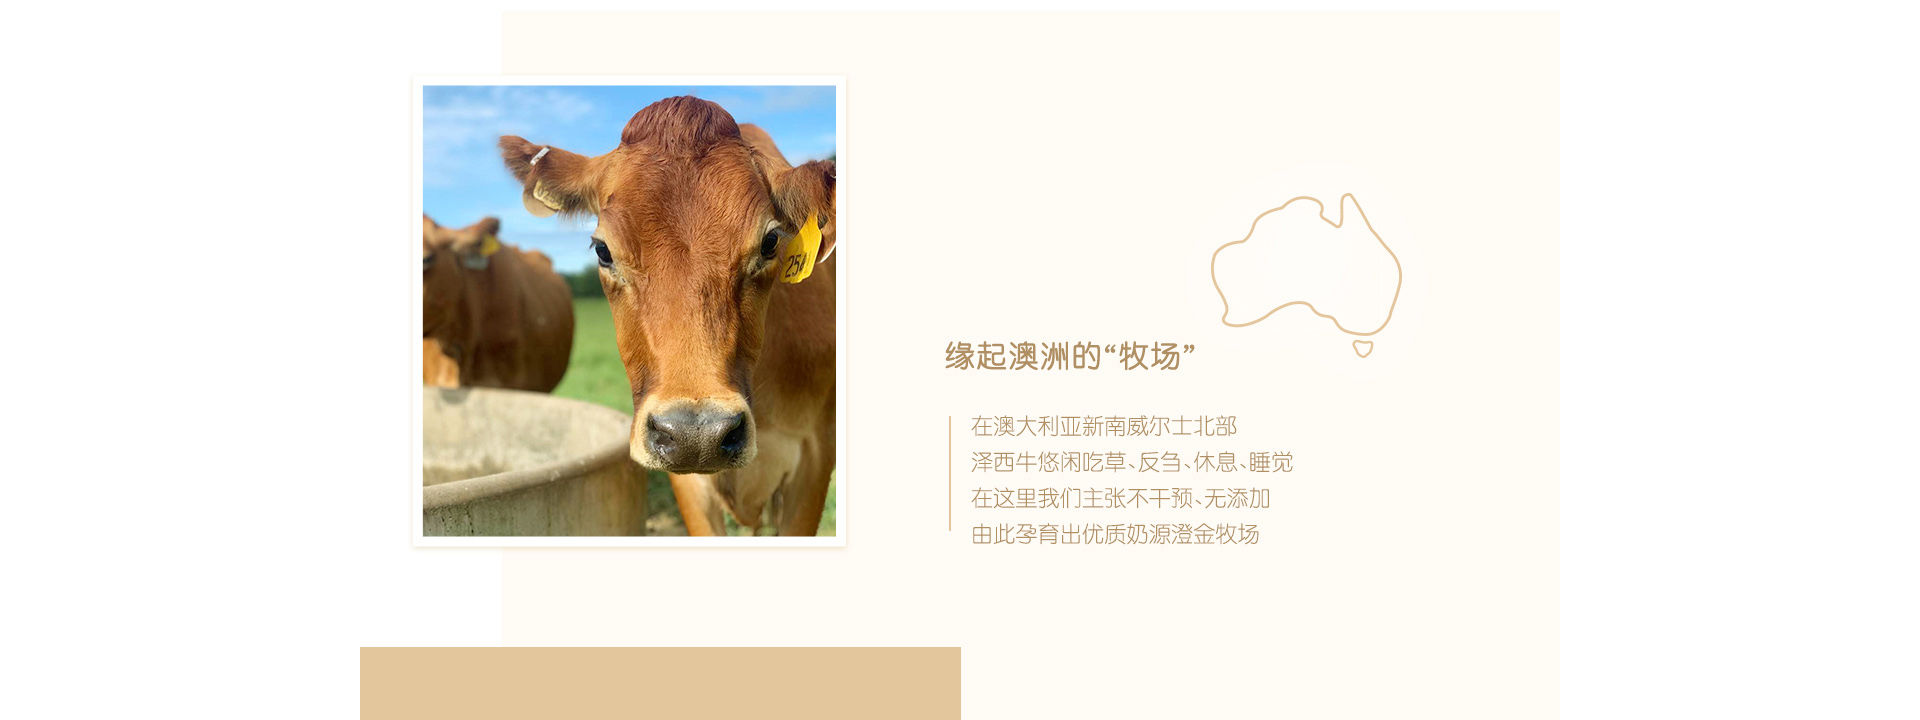 缘起澳洲的“牧场”
在澳大利亚新南威尔士北部
泽西牛悠闲吃草、反刍、休息、睡觉
在这里我们主张不干预、无添加
由此孕育出优质奶源澄金牧场